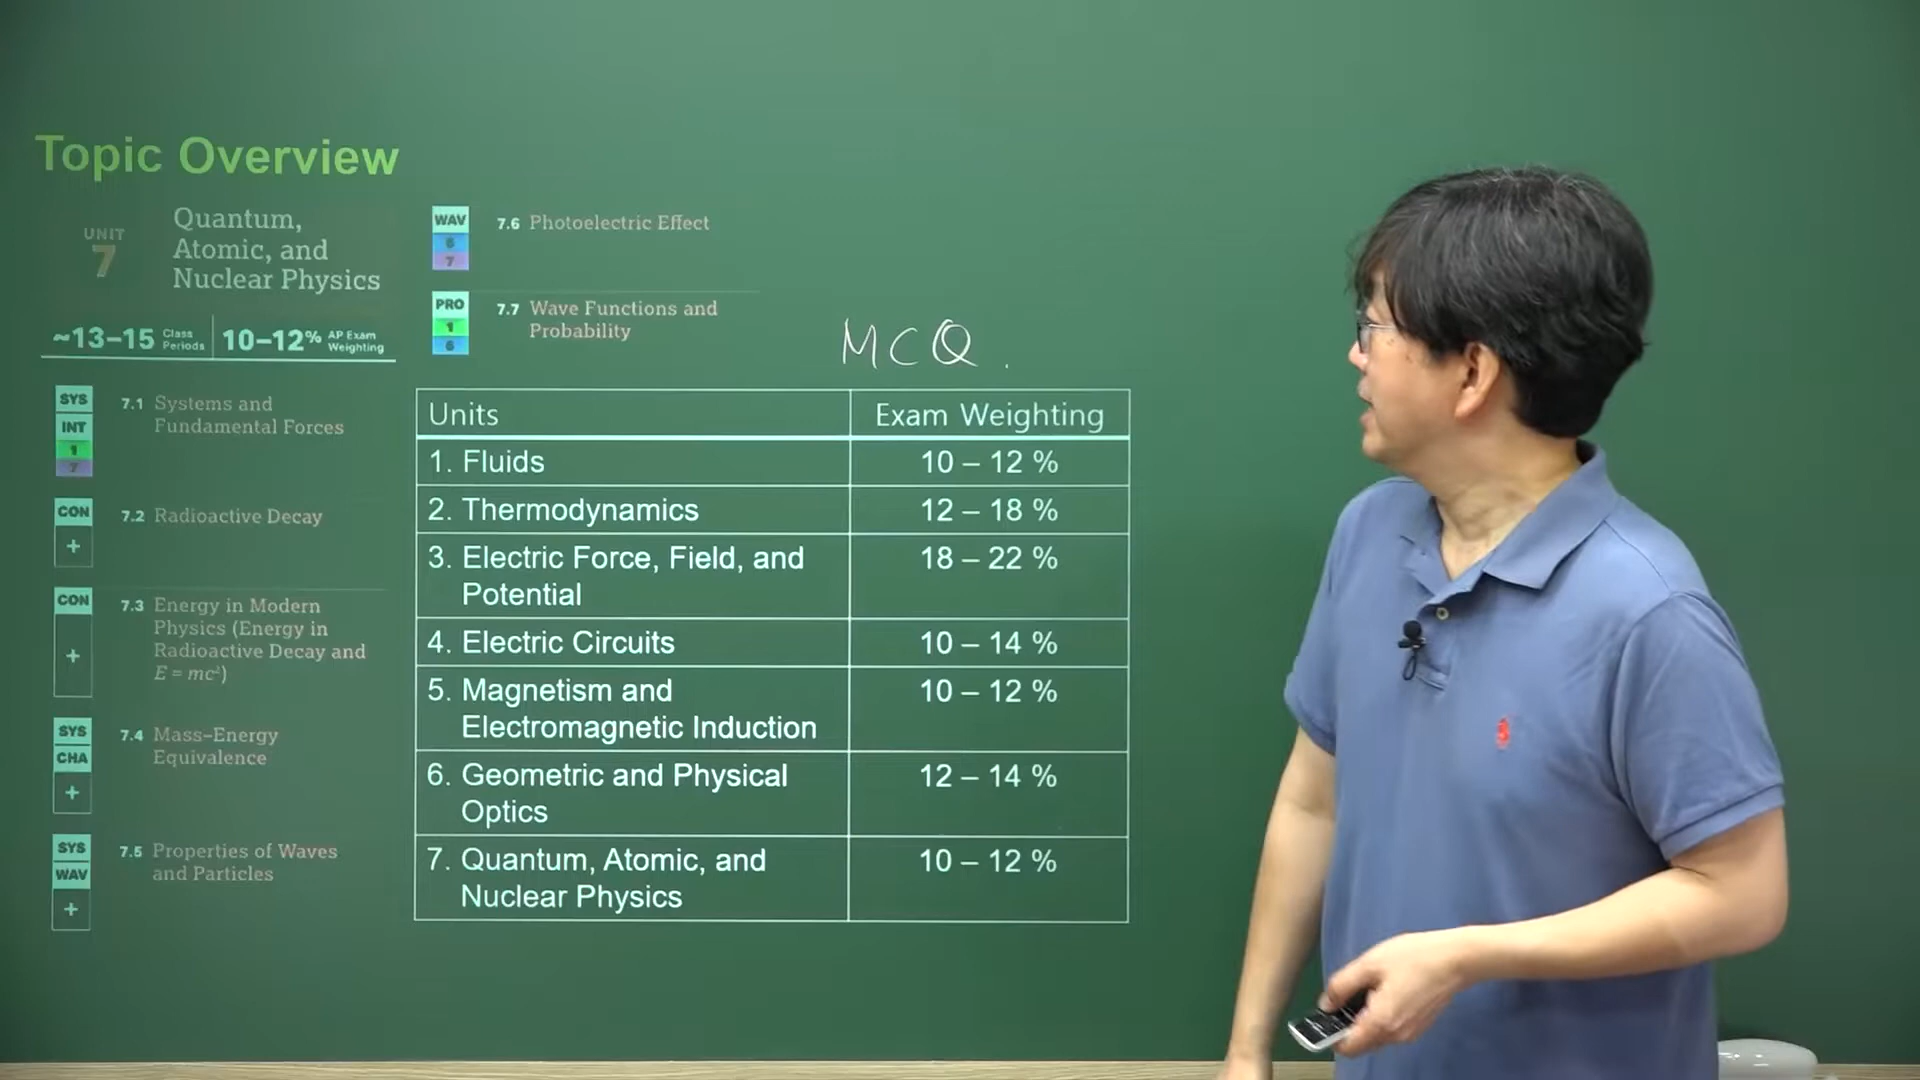 Topic Overview
UNIT
7
Quantum,
Atomic, and
Nuclear Physics
~13–15 Class Periods
10–12% AP Exam Weighting
SYS
INT
1
7
7.1 Systems and
Fundamental Forces
CON
+
7.2 Radioactive Decay
CON
+
7.3 Energy in Modern
Physics (Energy in
Radioactive Decay and
E = mc²)
SYS
CHA
+
7.4 Mass–Energy
Equivalence
SYS
WAV
+
7.5 Properties of Waves
and Particles
WAV
6
7
7.6 Photoelectric Effect
PRO
1
6
7.7 Wave Functions and
Probability
MCQ.
Units Exam Weighting
1. Fluids 10 – 12 %
2. Thermodynamics 12 – 18 %
3. Electric Force, Field, and 18 – 22 %
Potential
4. Electric Circuits 10 – 14 %
5. Magnetism and 10 – 12 %
Electromagnetic Induction
6. Geometric and Physical 12 – 14 %
Optics
7. Quantum, Atomic, and 10 – 12 %
Nuclear Physics